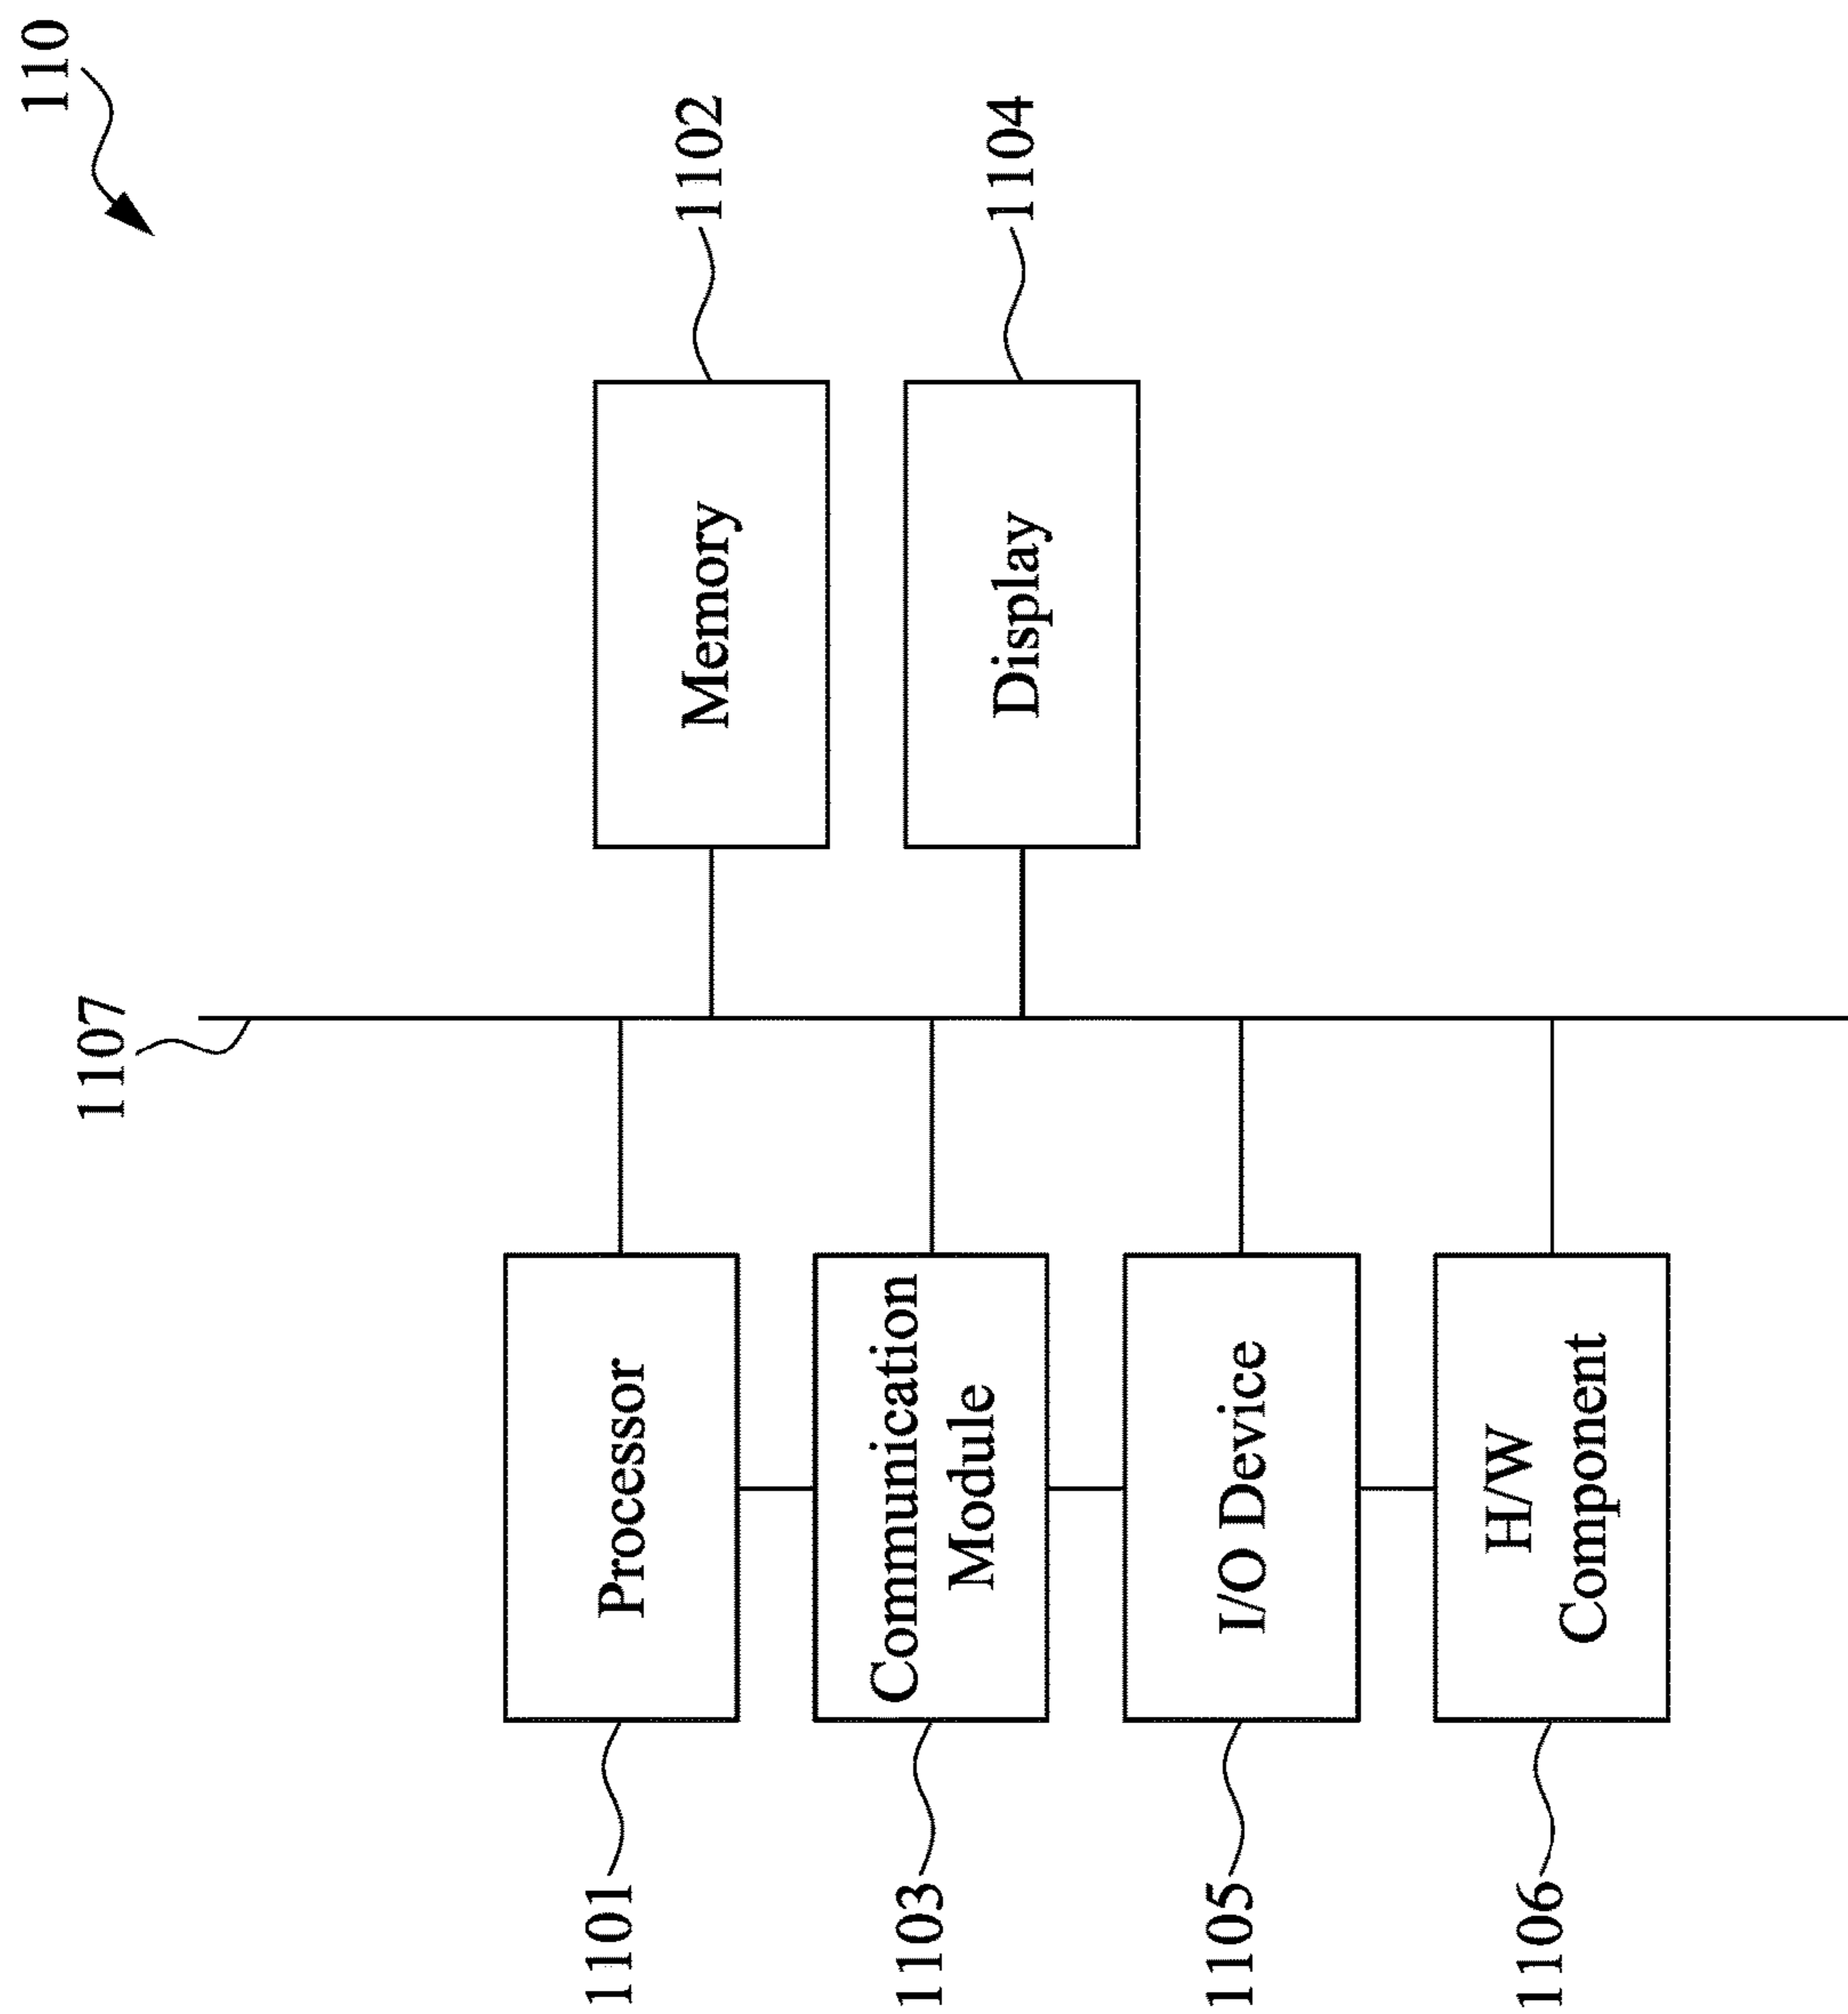 110
1107
1101
Processor
Memory
1102
1103
Communication
Module
Display
1104
1105
I/O Device
1106
H/W
Component